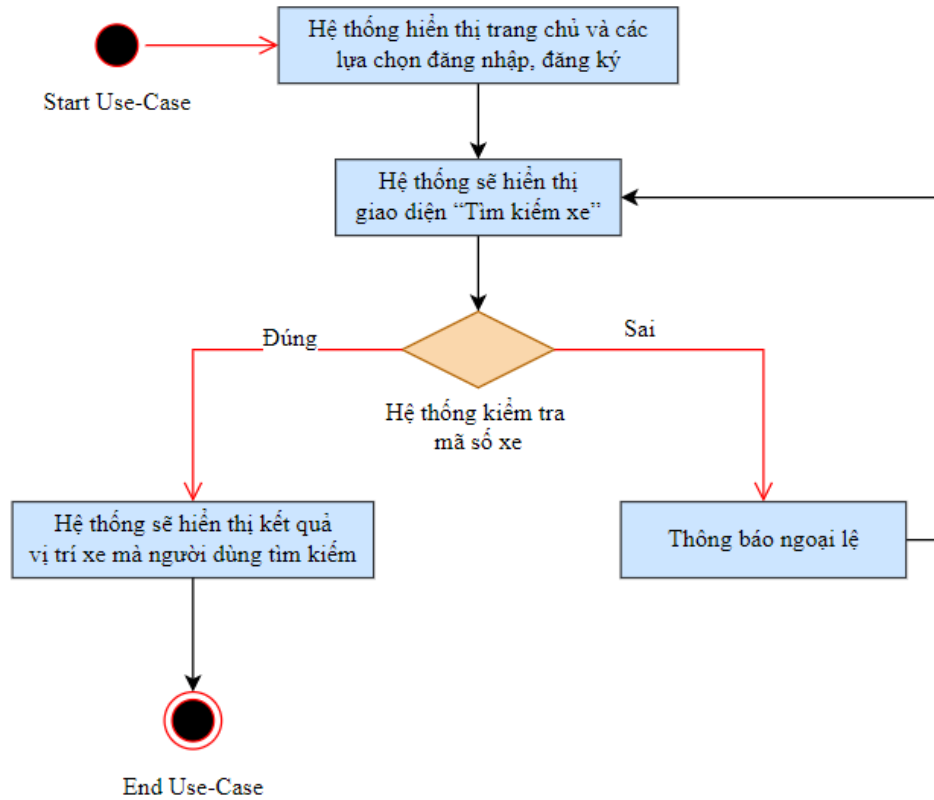 Hệ thống hiển thị trang chủ và các
lựa chọn đăng nhập, đăng ký
Start Use-Case
Hệ thống sẽ hiển thị
giao diện “Tìm kiếm xe”
Đúng
Sai
Hệ thống kiểm tra
mã số xe
Hệ thống sẽ hiển thị kết quả
vị trí xe mà người dùng tìm kiếm
Thông báo ngoại lệ
End Use-Case